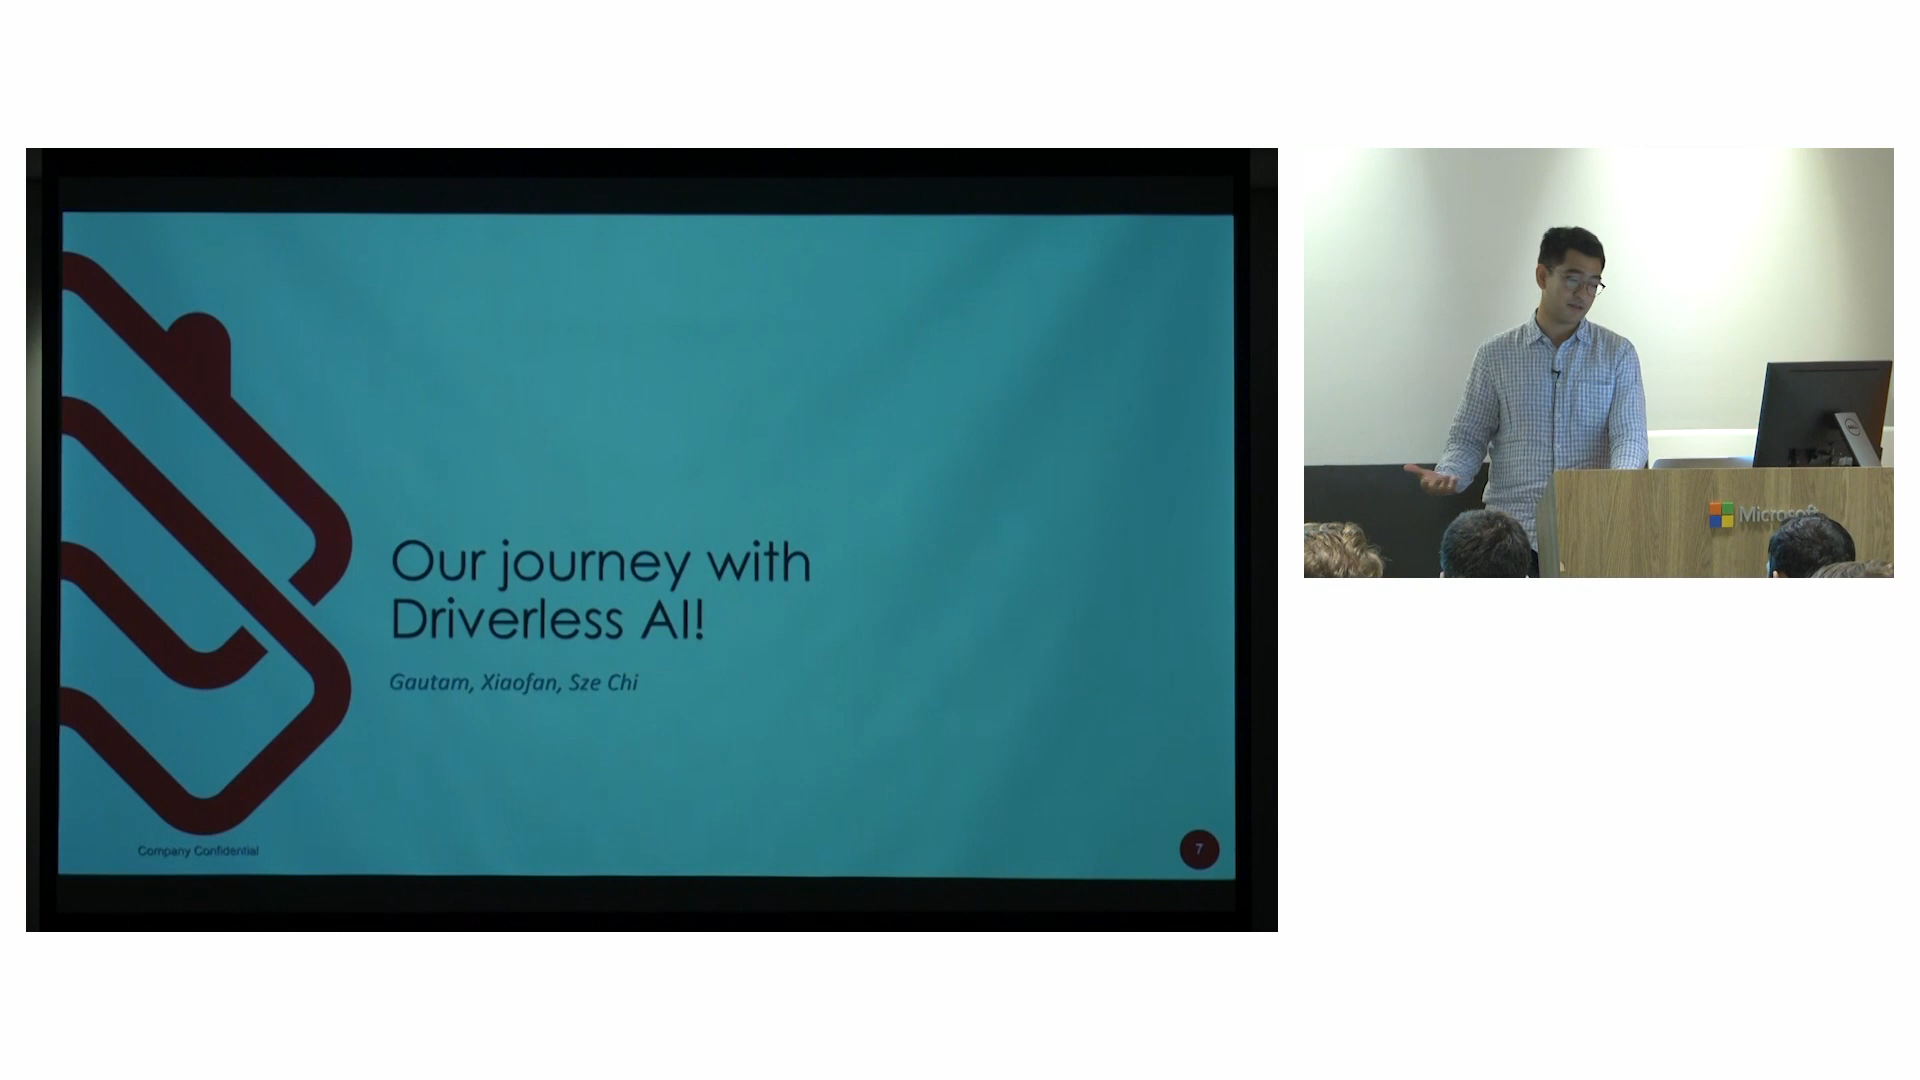 Our journey with
Driverless AI!
Gautam, Xiaofan, Sze Chi
Company Confidential
7
Microsoft